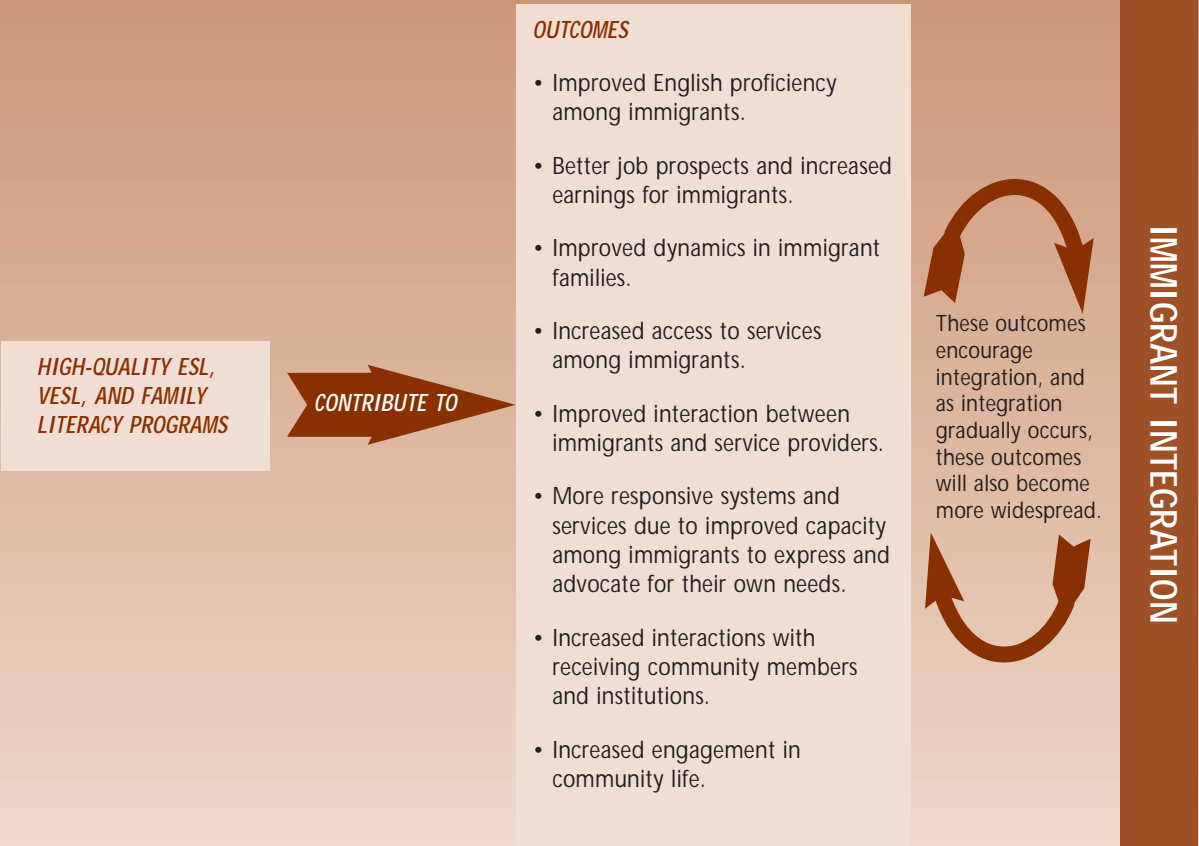 HIGH-QUALITY ESL,
VESL, AND FAMILY
LITERACY PROGRAMS
CONTRIBUTE TO
OUTCOMES
• Improved English proficiency
among immigrants.
• Better job prospects and increased
earnings for immigrants.
• Improved dynamics in immigrant
families.
• Increased access to services
among immigrants.
• Improved interaction between
immigrants and service providers.
• More responsive systems and
services due to improved capacity
among immigrants to express and
advocate for their own needs.
• Increased interactions with
receiving community members
and institutions.
• Increased engagement in
community life.
These outcomes
encourage
integration, and
as integration
gradually occurs,
these outcomes
will also become
more widespread.
IMMIGRANT INTEGRATION